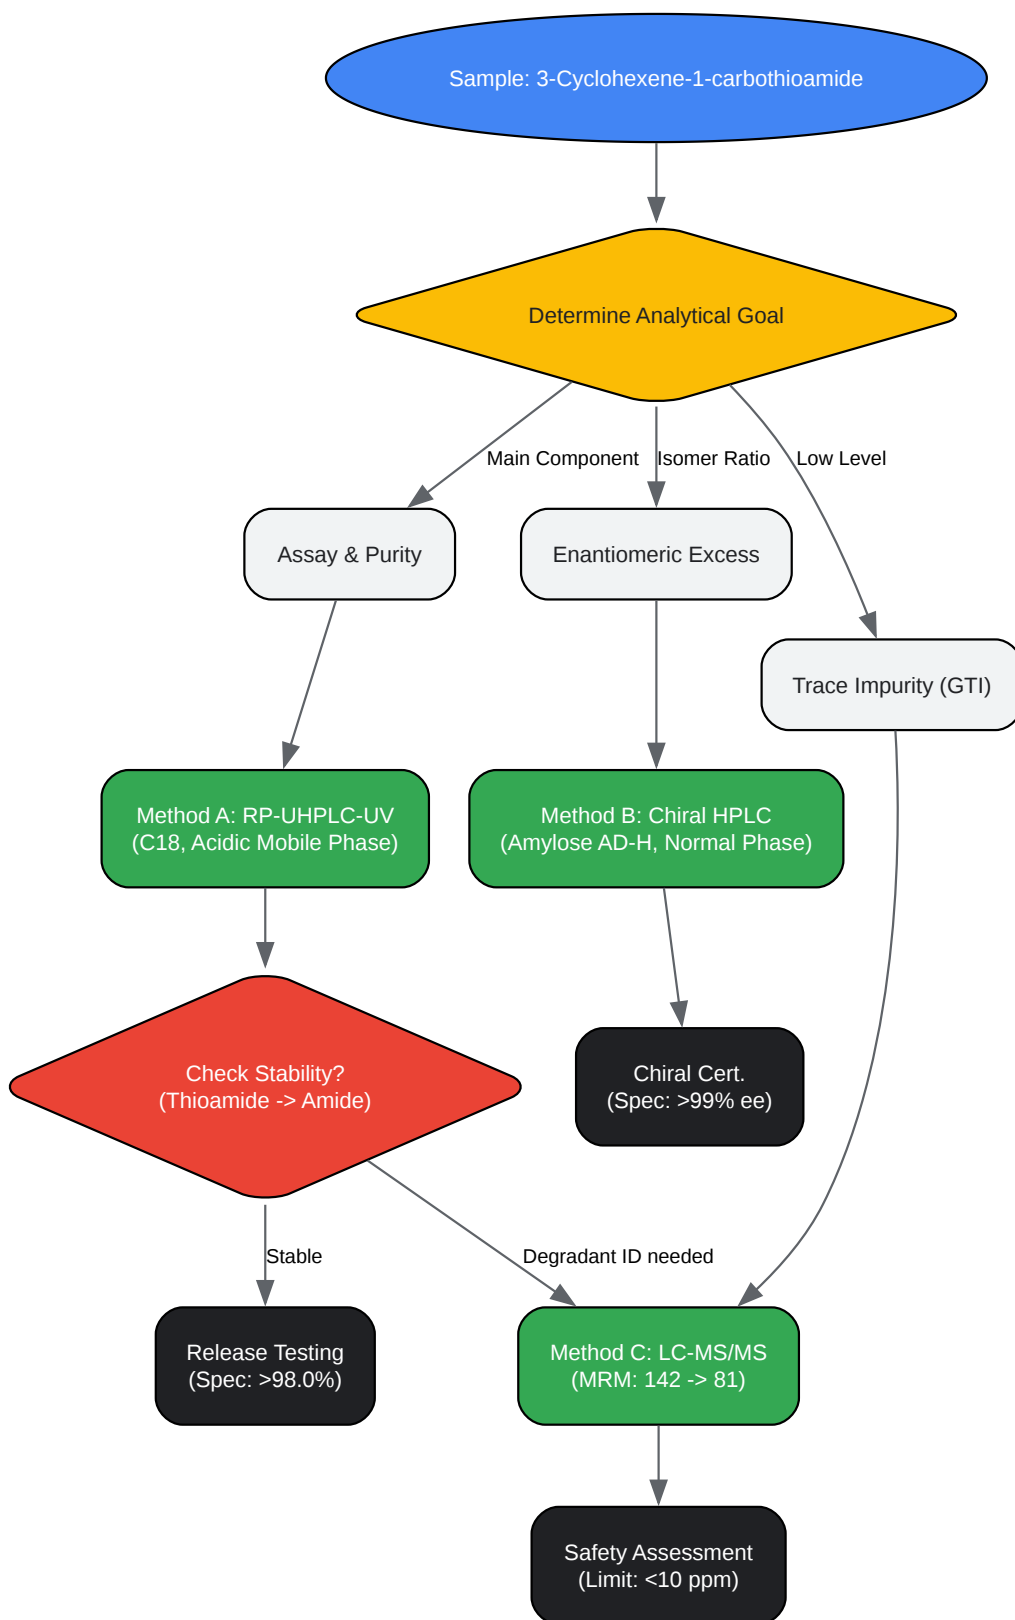 Sample: 3-Cyclohexene-1-carbothioamide
Determine Analytical Goal
Main Component
Isomer Ratio
Low Level
Assay & Purity
Enantiomeric Excess
Trace Impurity (GTI)
Method A: RP-UHPLC-UV
(C18, Acidic Mobile Phase)
Method B: Chiral HPLC
(Amylose AD-H, Normal Phase)
Check Stability?
(Thioamide -> Amide)
Chiral Cert.
(Spec: >99% ee)
Stable
Degradant ID needed
Release Testing
(Spec: >98.0%)
Method C: LC-MS/MS
(MRM: 142 -> 81)
Safety Assessment
(Limit: <10 ppm)